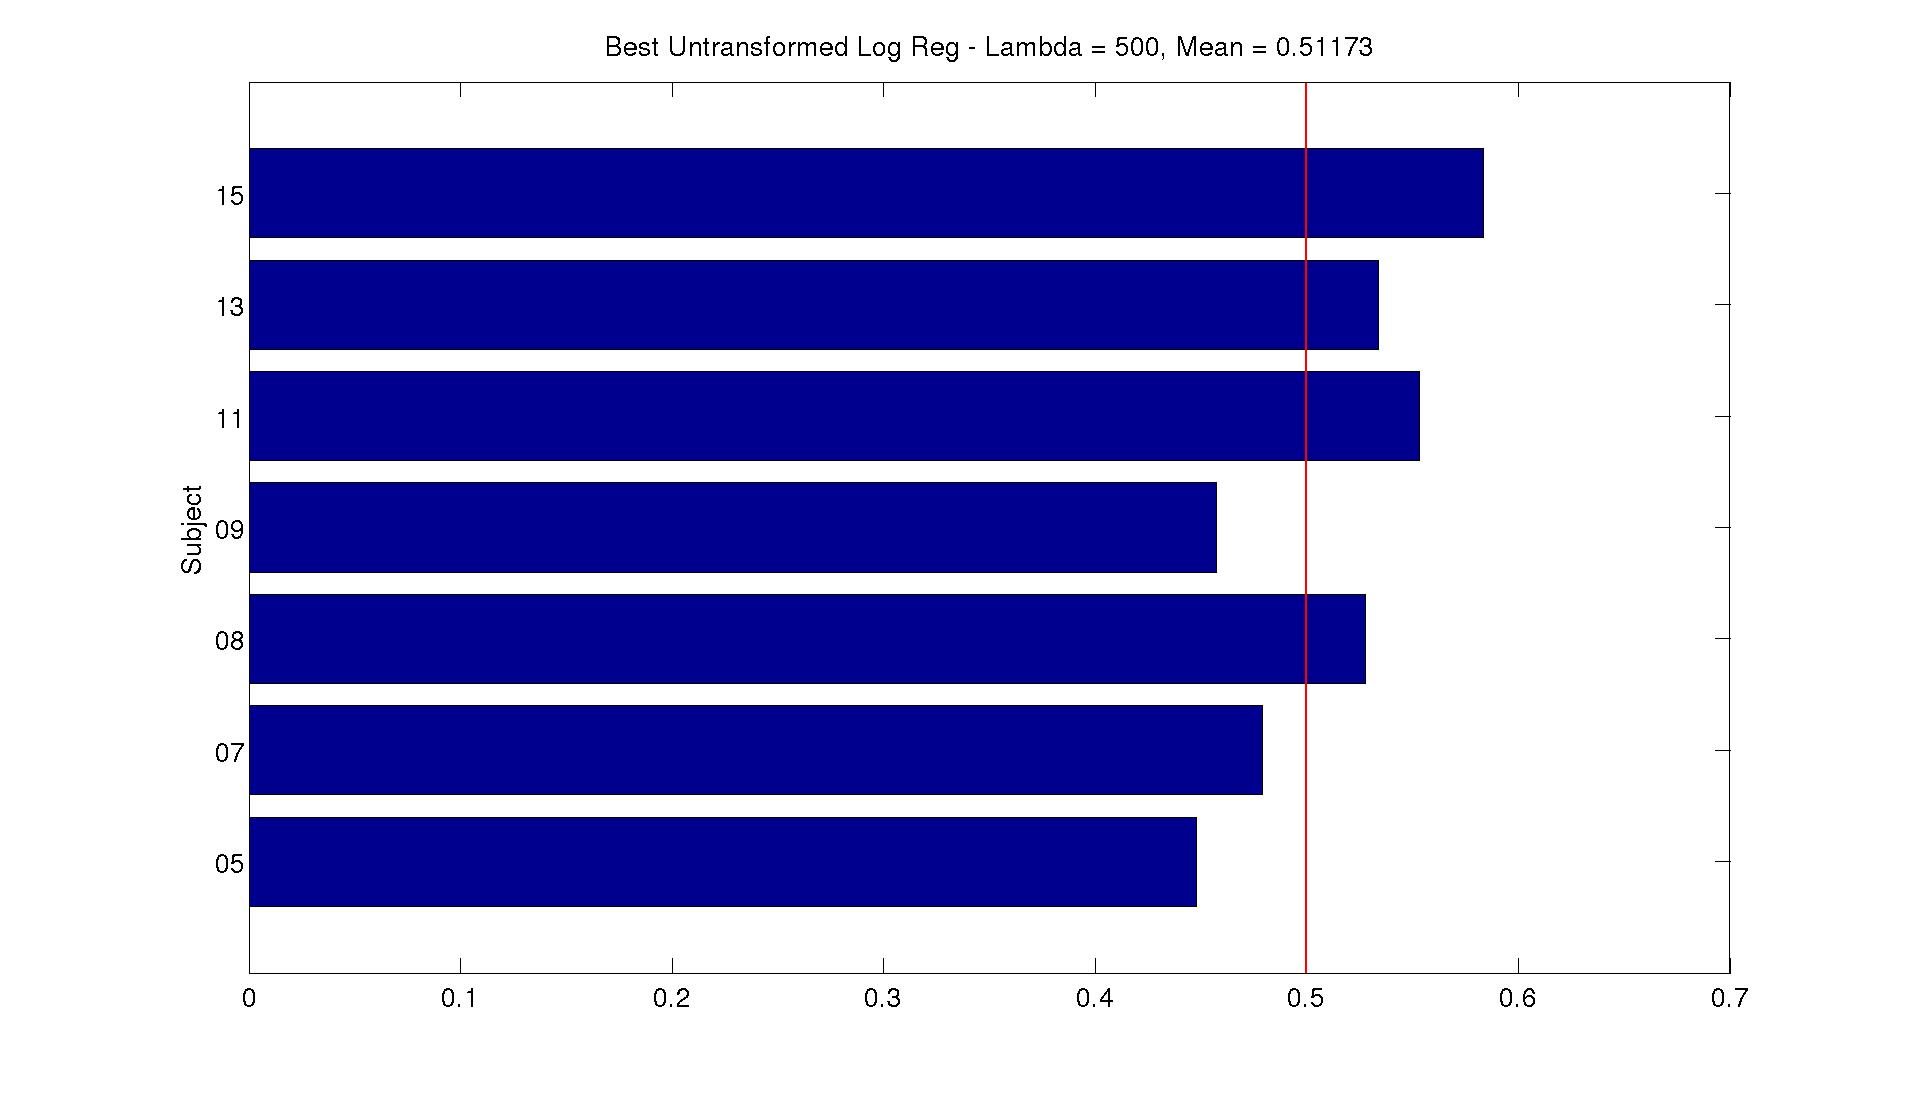 Best Untransformed Log Reg - Lambda = 500, Mean = 0.51173
Subject
15
13
11
09
08
07
05
0 0.1 0.2 0.3 0.4 0.5 0.6 0.7